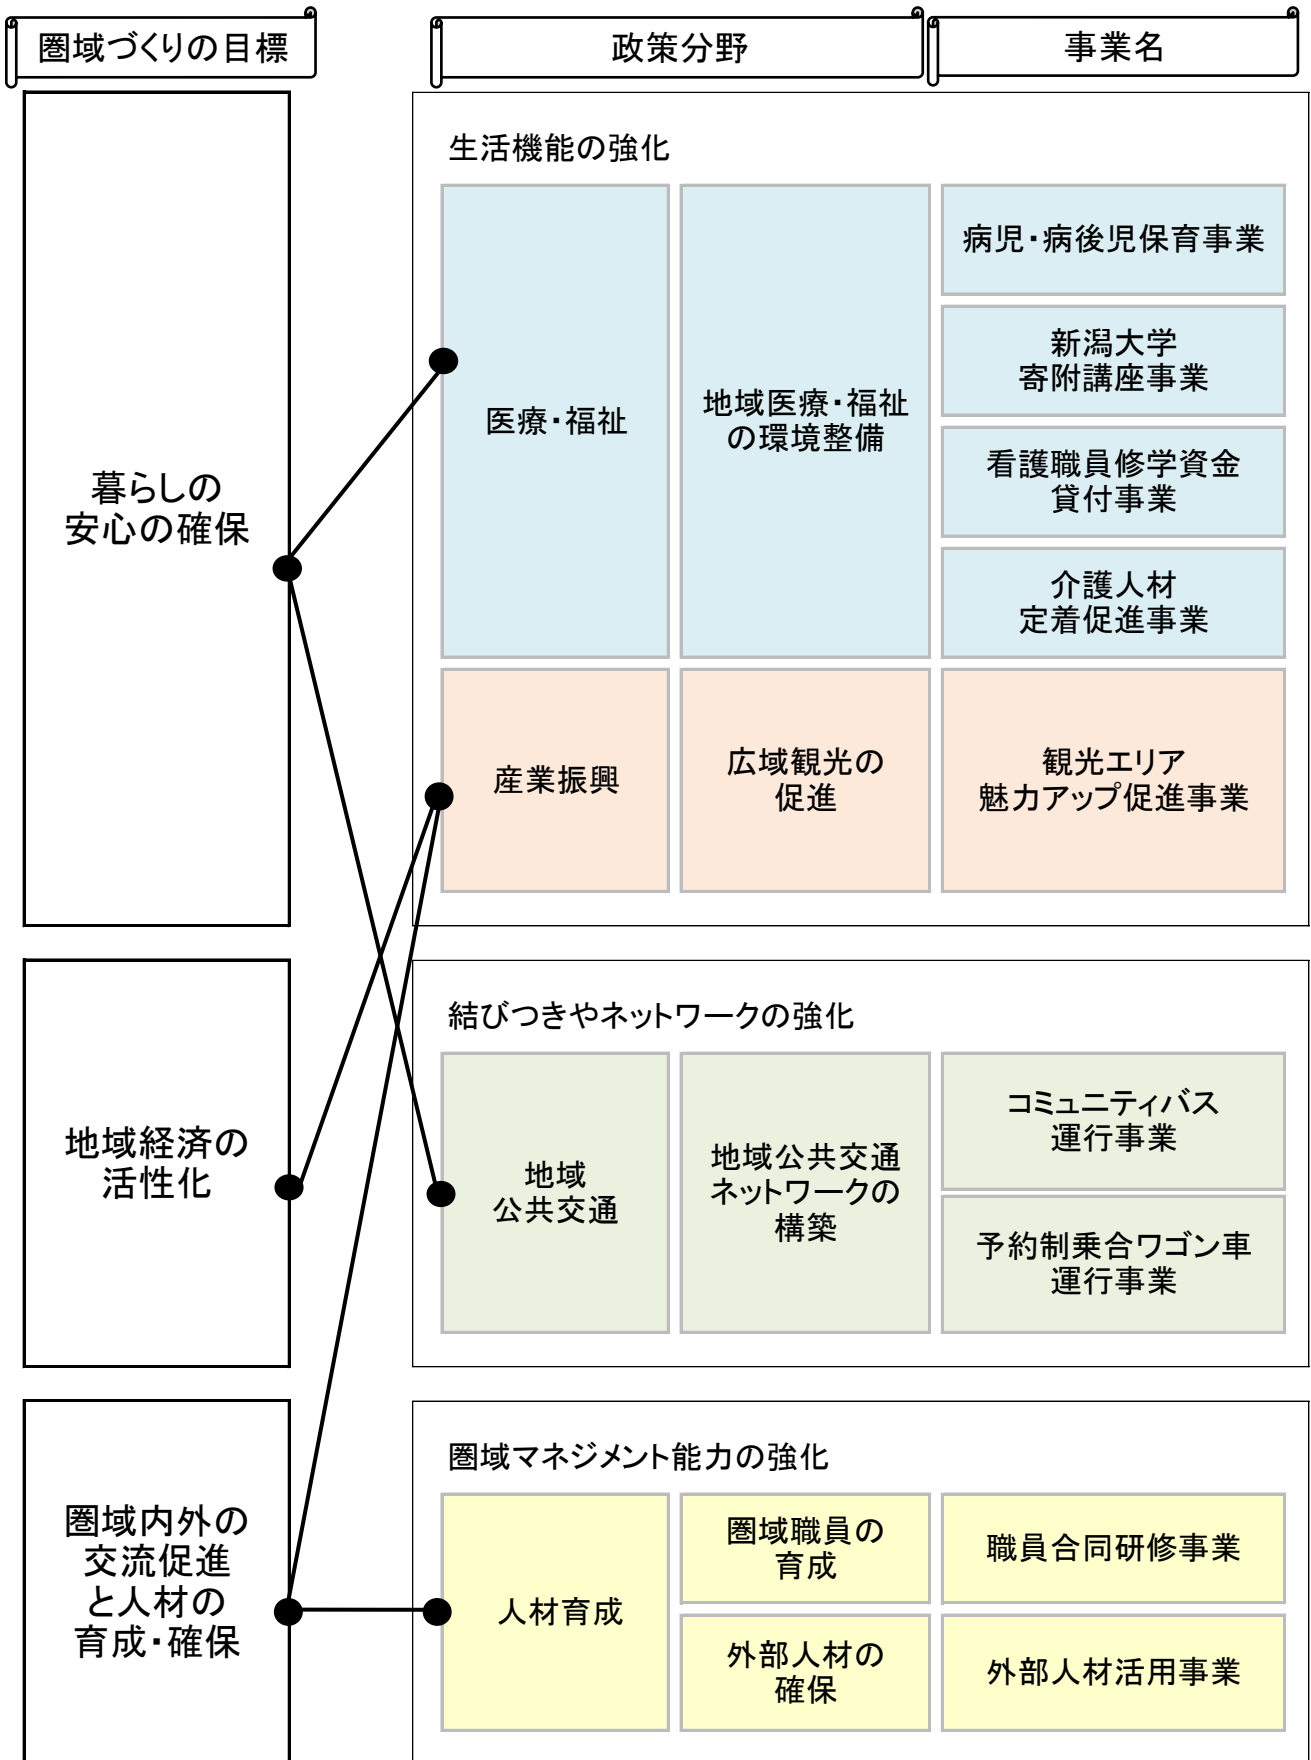 圏域づくりの目標
政策分野
事業名
暮らしの
安心の確保
生活機能の強化
医療・福祉
地域医療・福祉
の環境整備
病児・病後児保育事業
新潟大学
寄附講座事業
看護職員修学資金
貸付事業
介護人材
定着促進事業
産業振興
広域観光の
促進
観光エリア
魅力アップ促進事業
地域経済の
活性化
結びつきやネットワークの強化
地域
公共交通
地域公共交通
ネットワークの
構築
コミュニティバス
運行事業
予約制乗合ワゴン車
運行事業
圏域内外の
交流促進
と人材の
育成・確保
圏域マネジメント能力の強化
人材育成
圏域職員の
育成
職員合同研修事業
外部人材の
確保
外部人材活用事業